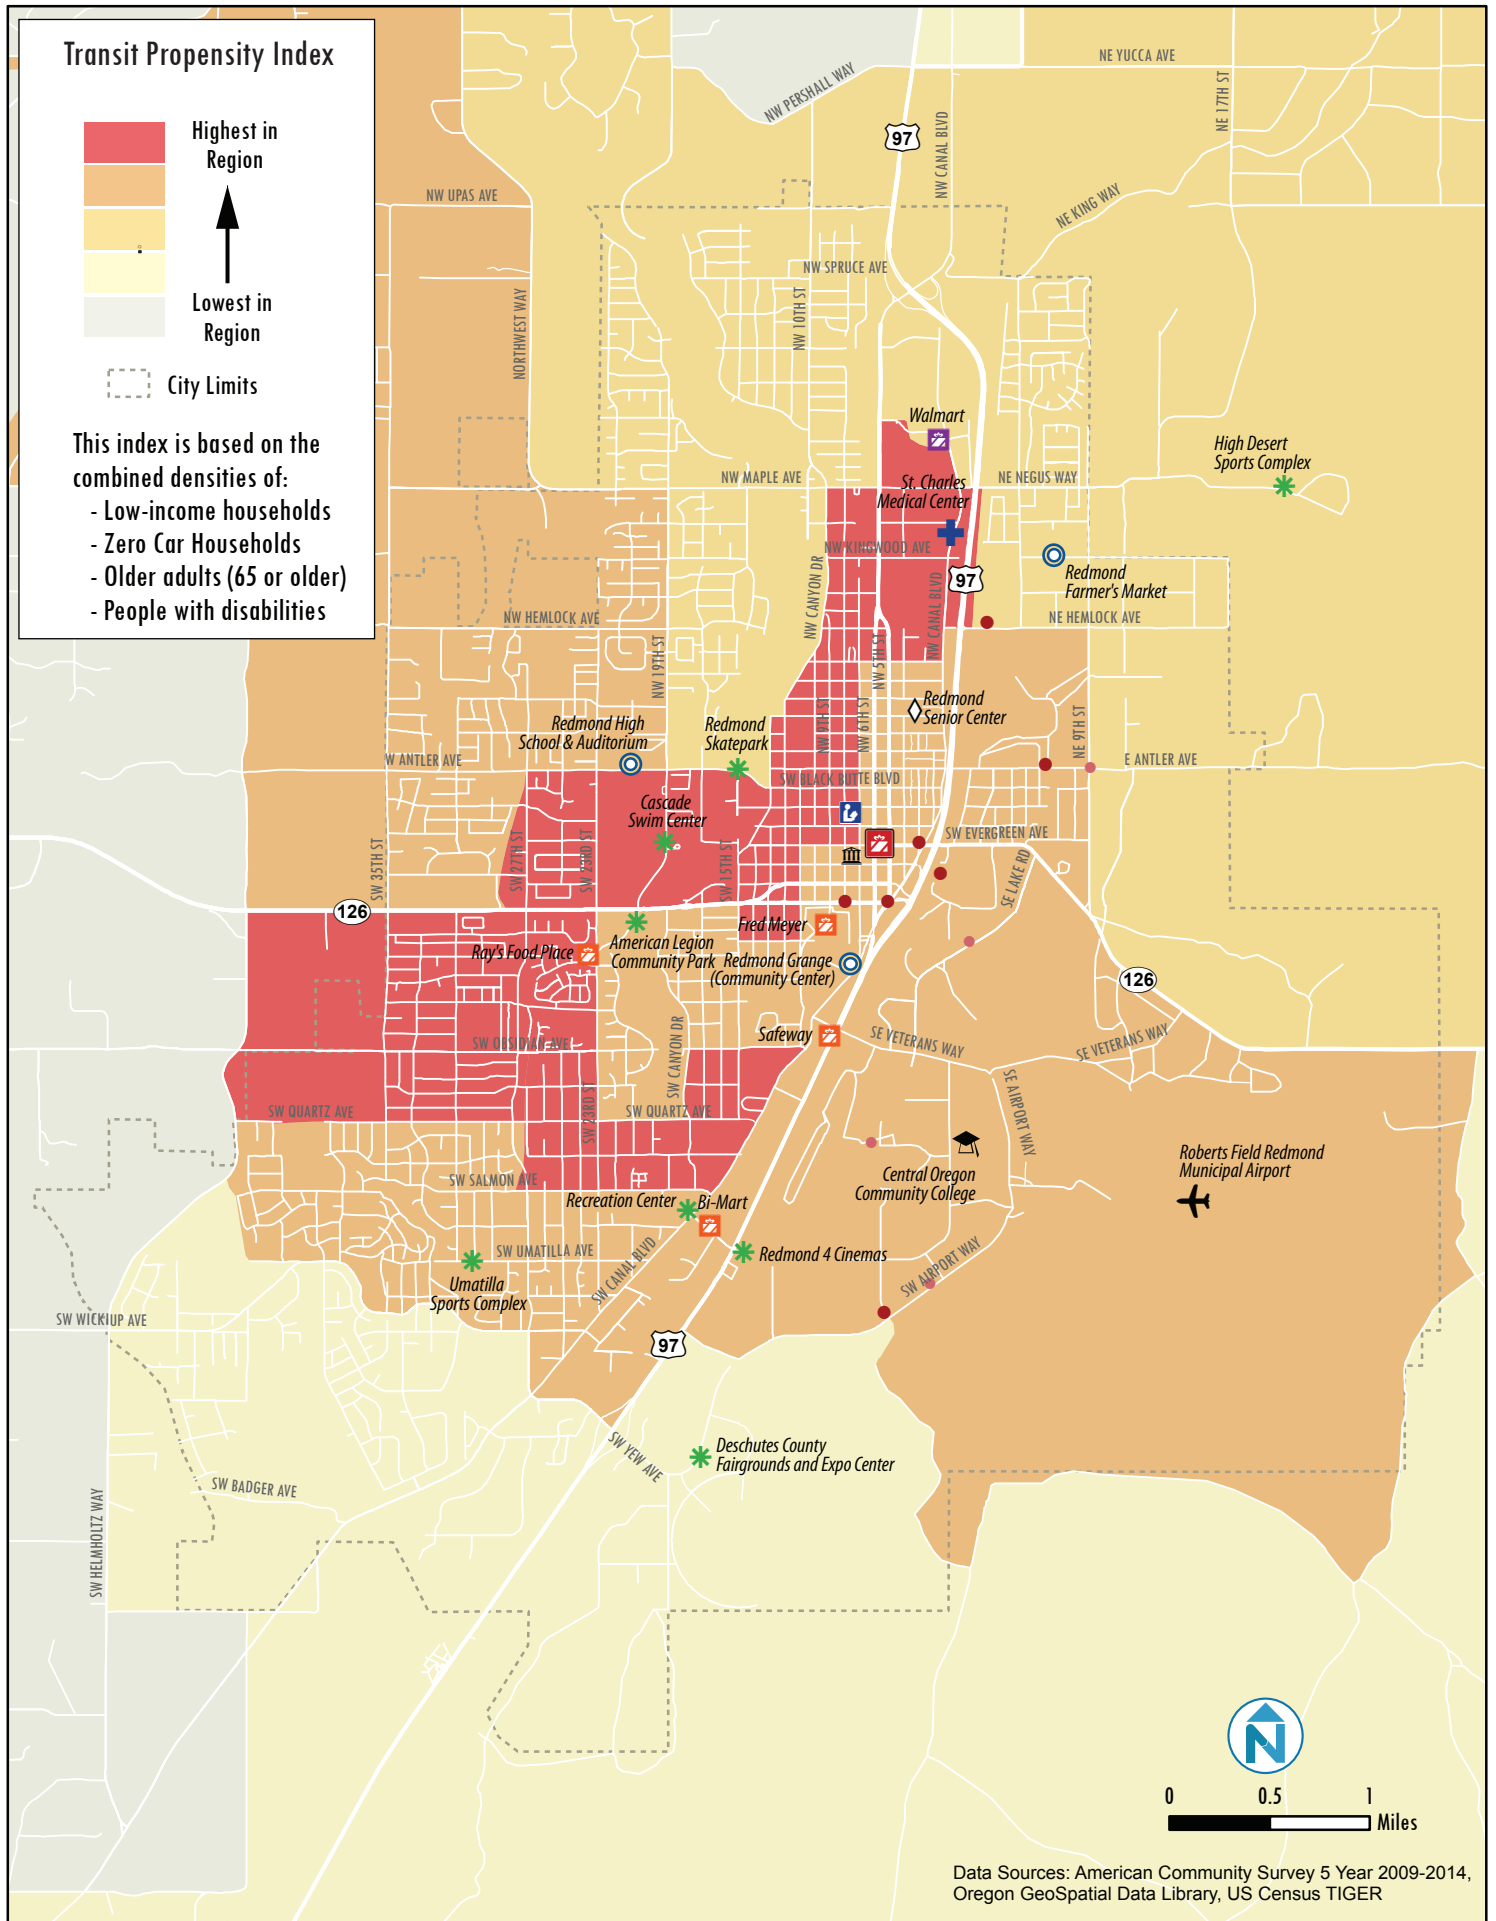 Transit Propensity Index
Highest in
Region
Lowest in
Region
City Limits
This index is based on the
combined densities of:
- Low-income households
- Zero Car Households
- Older adults (65 or older)
- People with disabilities
NE YUCCA AVE
NW PERSHALL WAY
NE 17TH ST
97
NW CANAL BLVD
NW UPAS AVE
NE KING WAY
NW SPRUCE AVE
NORTHWEST WAY
NW 10TH ST
Walmart
High Desert
Sports Complex
NW MAPLE AVE
St. Charles
Medical Center
NE NEGUS WAY
NW KINGWOOD AVE
NW CANYON DR
97
Redmond
Farmer's Market
NW CANAL BLVD
NW HEMLOCK AVE
NE HEMLOCK AVE
NW 19TH ST
NW 5TH ST
Redmond
Senior Center
Redmond High
School & Auditorium
Redmond
Skatepark
NW 9TH ST
NW 6TH ST
NE 9TH ST
W ANTLER AVE
E ANTLER AVE
SW BLACK BUTTE BLVD
Cascade
Swim Center
SW EVERGREEN AVE
SW 35TH ST
SW 27TH ST
SW 23RD ST
SW 15TH ST
SE LAKE RD
126
Fred Meyer
Ray's Food Place
American Legion
Community Park
Redmond Grange
(Community Center)
126
Safeway
SE VETERANS WAY
SE VETERANS WAY
SW OBSIDIAN AVE
SW CANYON DR
SE AIRPORT WAY
SW QUARTZ AVE
SW QUARTZ AVE
SW 23RD ST
Central Oregon
Community College
Roberts Field Redmond
Municipal Airport
SW SALMON AVE
Recreation Center
Bi-Mart
SW UMATILLA AVE
Redmond 4 Cinemas
SW CANAL BLVD
SW AIRPORT WAY
Umatilla
Sports Complex
SW WICKIUP AVE
97
SW YEW AVE
Deschutes County
Fairgrounds and Expo Center
SW BADGER AVE
SW HELMHOLTZ WAY
N
0 0.5 1
Miles
Data Sources: American Community Survey 5 Year 2009-2014,
Oregon GeoSpatial Data Library, US Census TIGER